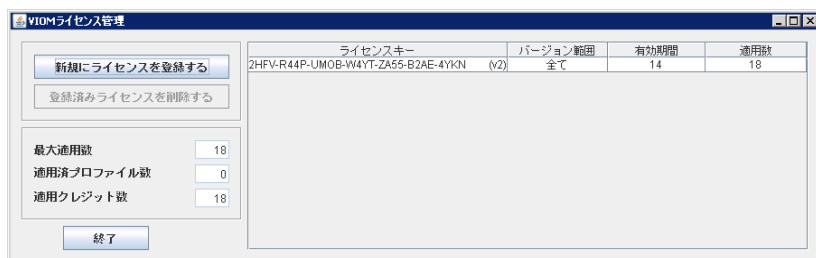 VIOMライセンス管理
新規にライセンスを登録する
登録済みライセンスを削除する
最大適用数 18
適用済プロファイル数 0
適用クレジット数 18
終了
ライセンスキー バージョン範囲 有効期間 適用数
2HFV-R44P-UMOB-W4YT-ZA55-B2AE-4YKN (v2) 全て 14 18